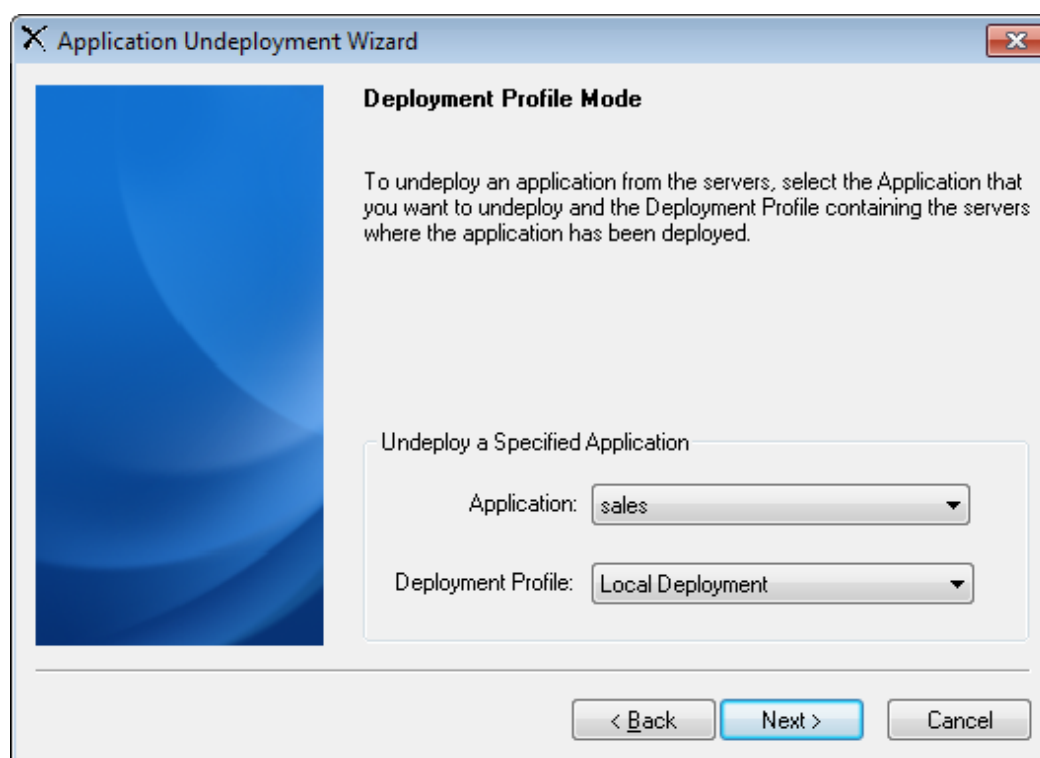 Application Undeployment Wizard
Deployment Profile Mode
To undeploy an application from the servers, select the Application that
you want to undeploy and the Deployment Profile containing the servers
where the application has been deployed.
Undeploy a Specified Application
Application: sales
Deployment Profile: Local Deployment
< Back Next > Cancel